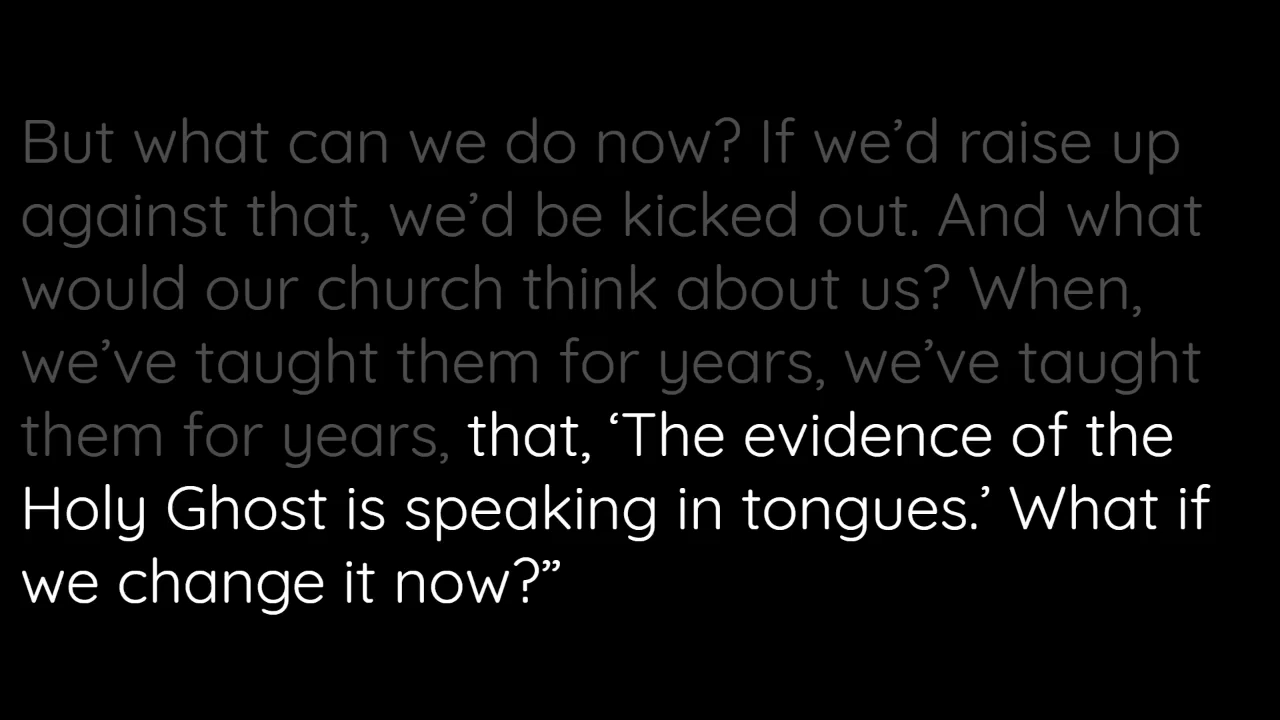 But what can we do now? If we’d raise up
against that, we’d be kicked out. And what
would our church think about us? When,
we’ve taught them for years, we’ve taught
them for years, that, ‘The evidence of the
Holy Ghost is speaking in tongues.’ What if
we change it now?”